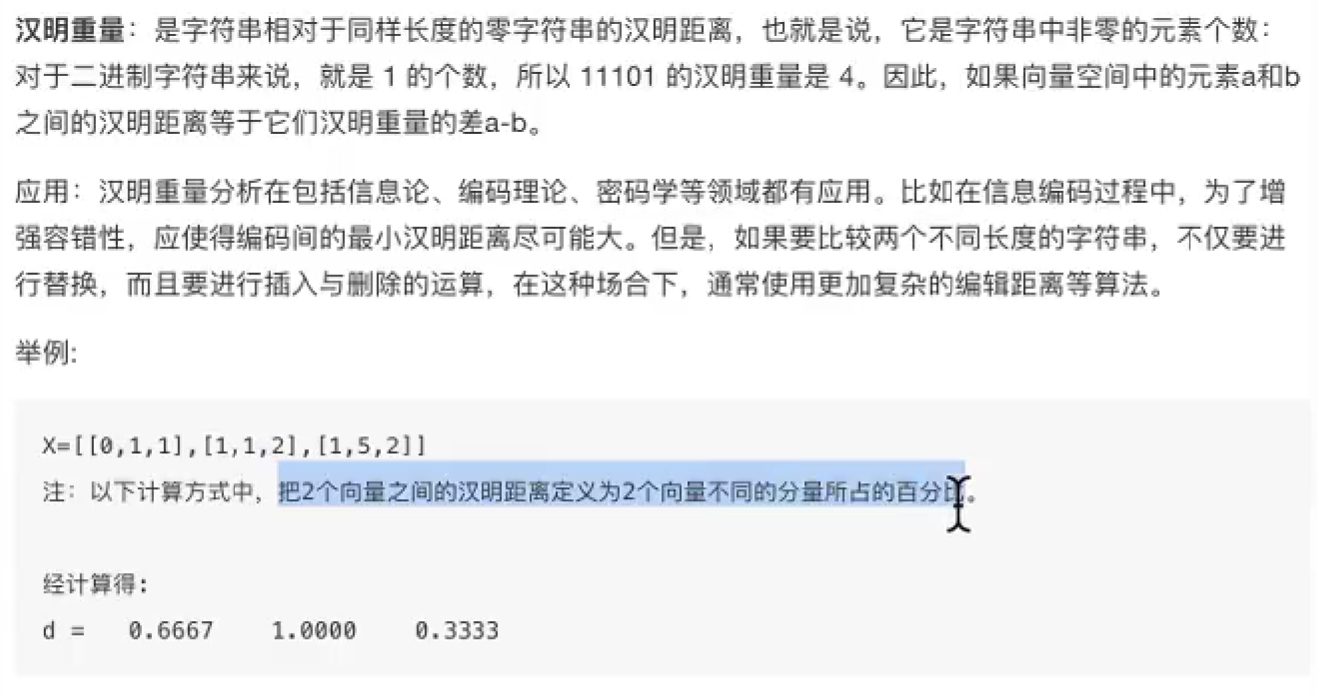 汉明重量：是字符串相对于同样长度的零字符串的汉明距离，也就是说，它是字符串中非零的元素个数：
对于二进制字符串来说，就是 1 的个数，所以 11101 的汉明重量是 4。因此，如果向量空间中的元素a和b
之间的汉明距离等于它们汉明重量的差a-b。
应用：汉明重量分析在包括信息论、编码理论、密码学等领域都有应用。比如在信息编码过程中，为了增
强容错性，应使得编码间的最小汉明距离尽可能大。但是，如果要比较两个不同长度的字符串，不仅要进
行替换，而且要进行插入与删除的运算，在这种场合下，通常使用更加复杂的编辑距离等算法。
举例:
X=[[0,1,1],[1,1,2],[1,5,2]]
注：以下计算方式中，把2个向量之间的汉明距离定义为2个向量不同的分量所占的百分比。
经计算得:
d =   0.6667    1.0000    0.3333